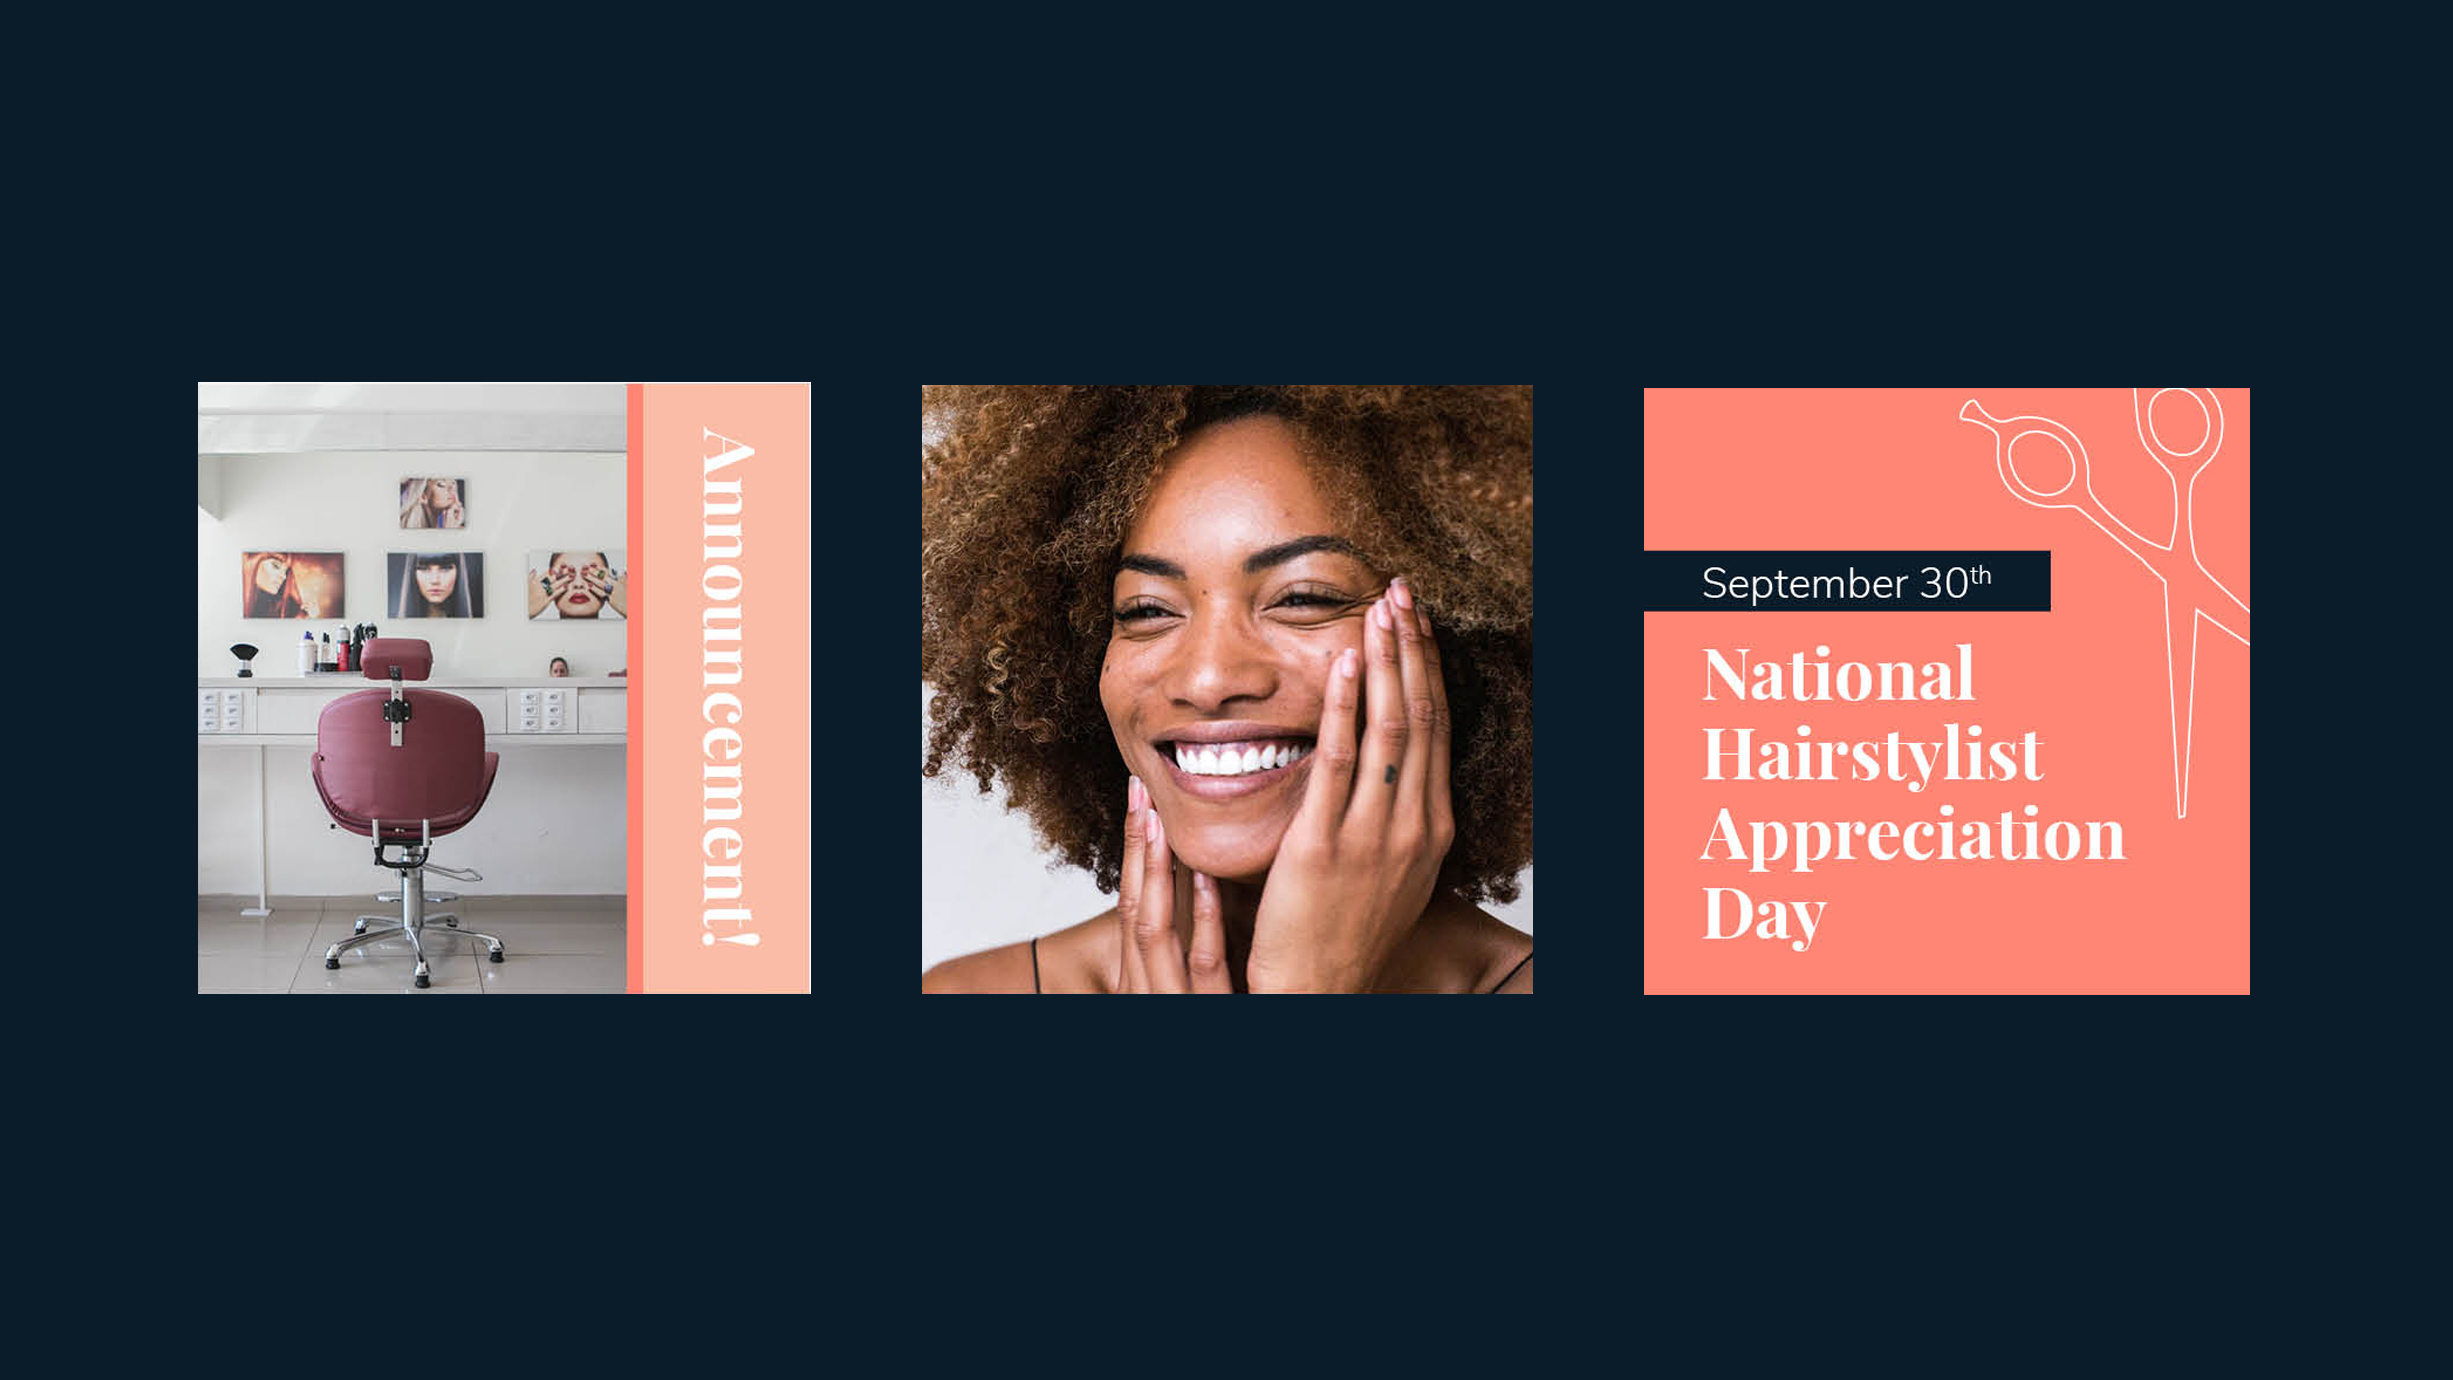 Announcement!
September 30th
National
Hairstylist
Appreciation
Day